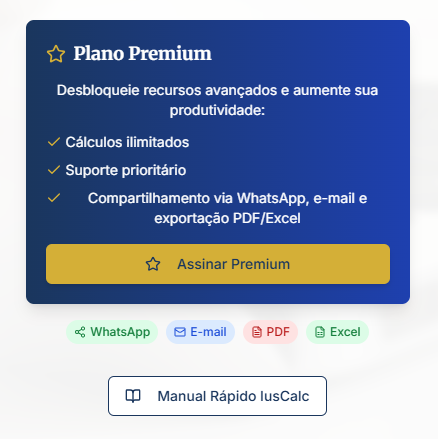 Plano Premium
Desbloqueie recursos avançados e aumente sua
produtividade:
Cálculos ilimitados
Suporte prioritário
Compartilhamento via WhatsApp, e-mail e
exportação PDF/Excel
Assinar Premium
WhatsApp E-mail PDF Excel
Manual Rápido IusCalc